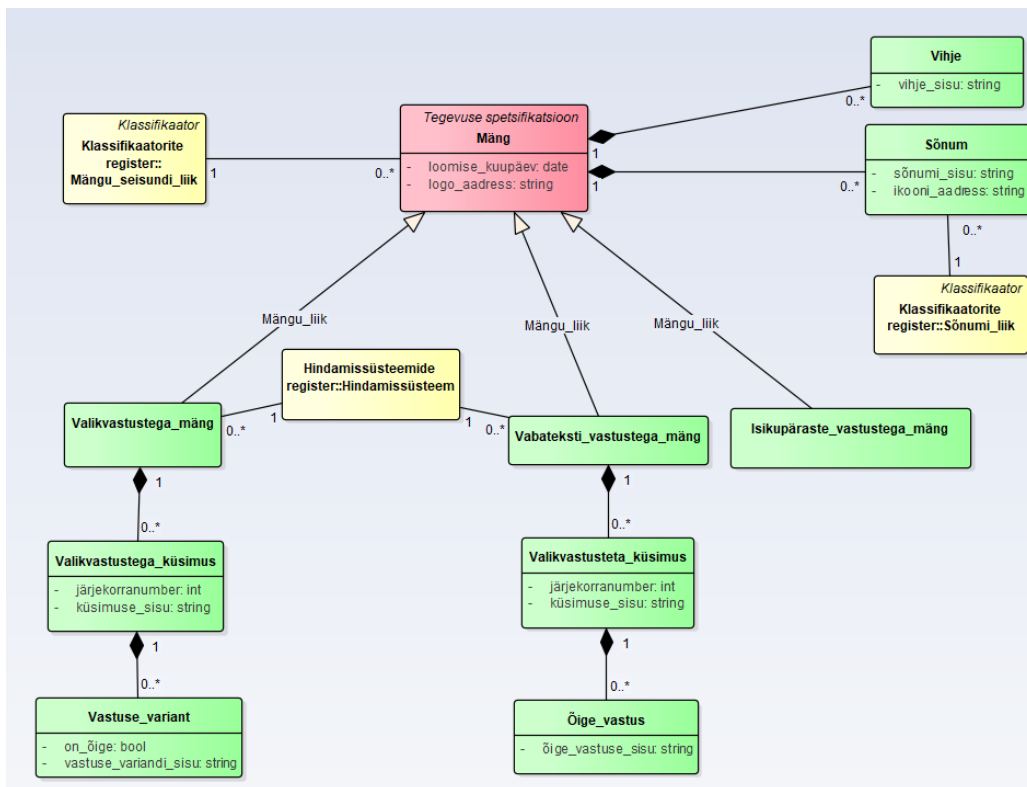 Vihje
- vihje_sisu: string
0..*
Klassifikaator
Klassifikaatorite
register::
Mängu_seisundi_liik
1
0..*
Tegevuse spetsifikatsioon
Mäng
- loomise_kuupäev: date
- logo_aadress: string
1
1
Sõnum
- sõnumi_sisu: string
- ikooni_aadress: string
0..*
0..*
1
Klassifikaator
Klassifikaatorite
register::Sõnumi_liik
Mängu_liik
Mängu_liik
Mängu_liik
Hindamissüsteemide
register::Hindamissüsteem
1
0..*
1
0..*
Valikvastustega_mäng
Vabateksti_vastustega_mäng
Isikupäraste_vastustega_mäng
1
0..*
1
0..*
Valikvastustega_küsimus
- järjekorranumber: int
- küsimuse_sisu: string
Valikvastusteta_küsimus
- järjekorranumber: int
- küsimuse_sisu: string
1
0..*
1
0..*
Vastuse_variant
- on_õige: bool
- vastuse_variandi_sisu: string
Õige_vastus
- õige_vastuse_sisu: string